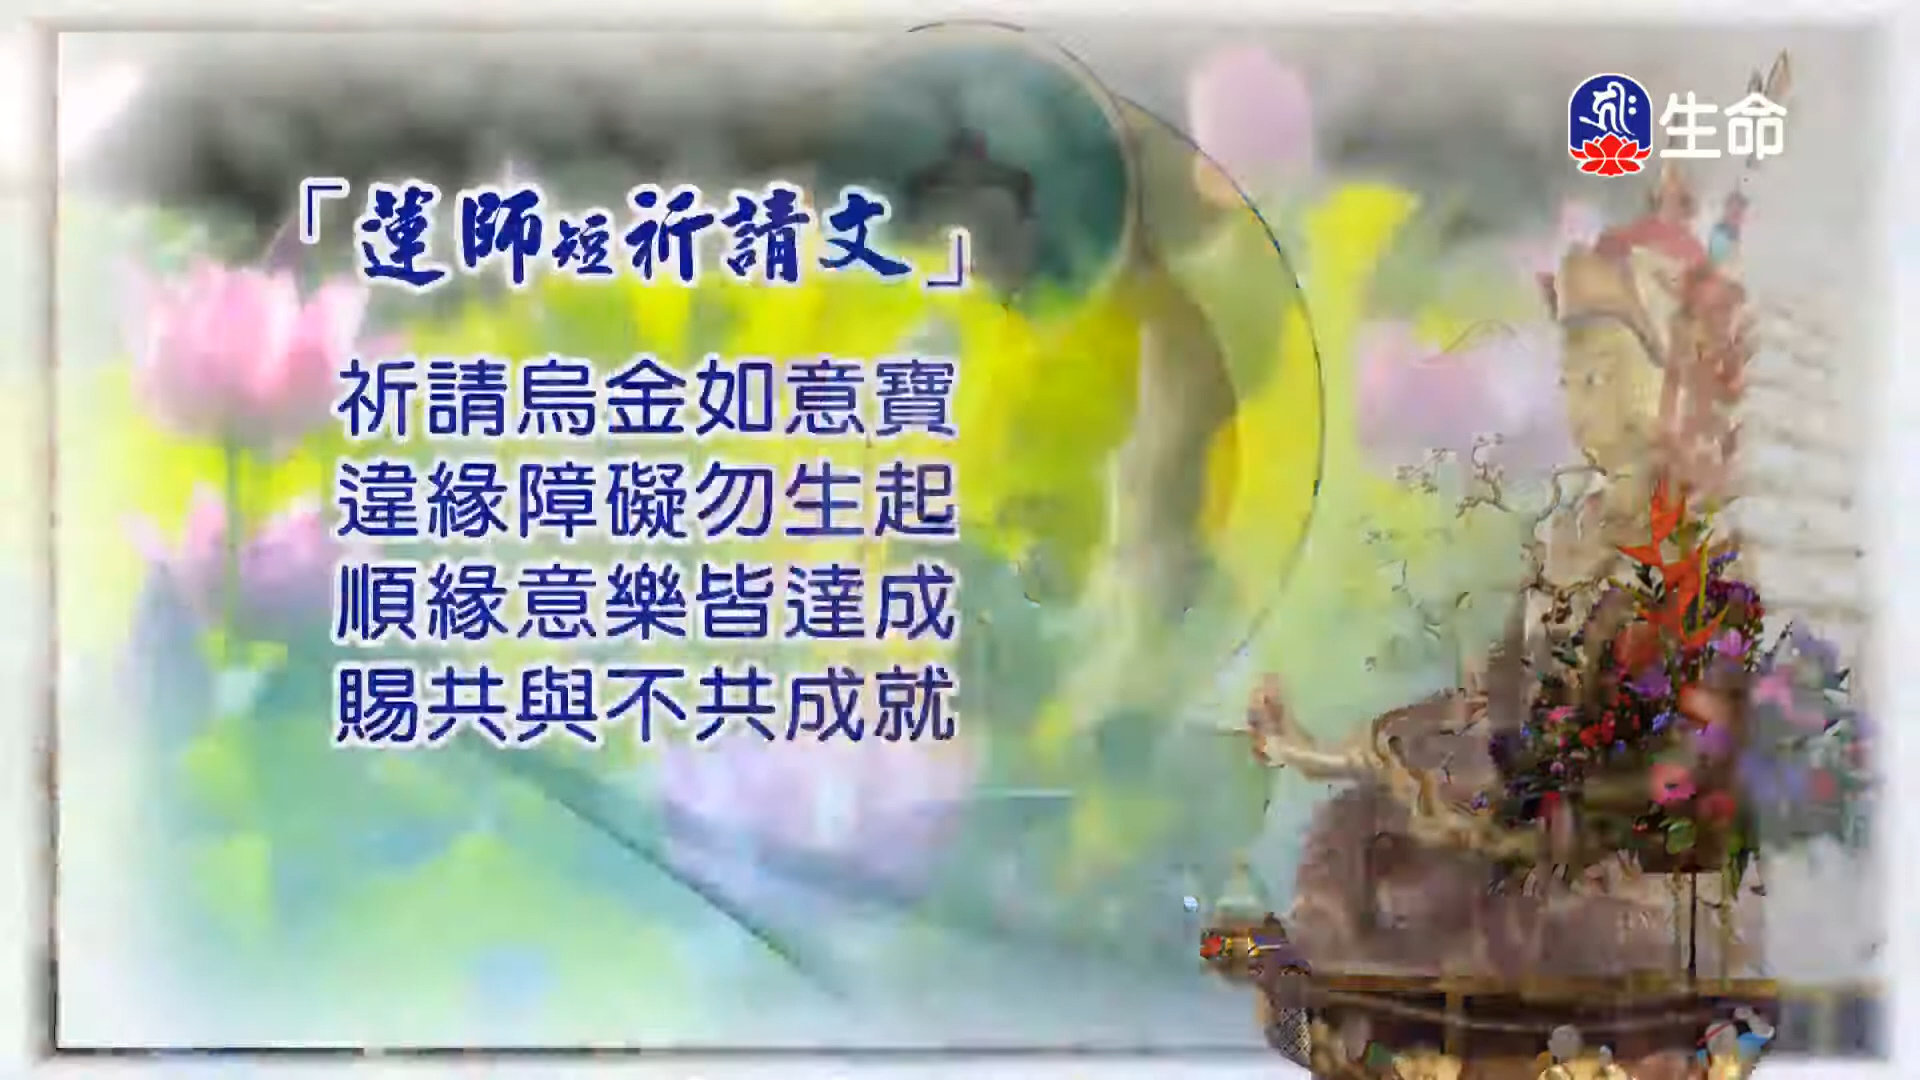 生命
「蓮師短祈請文」
祈請烏金如意寶
違緣障礙勿生起
順緣意樂皆達成
賜共與不共成就